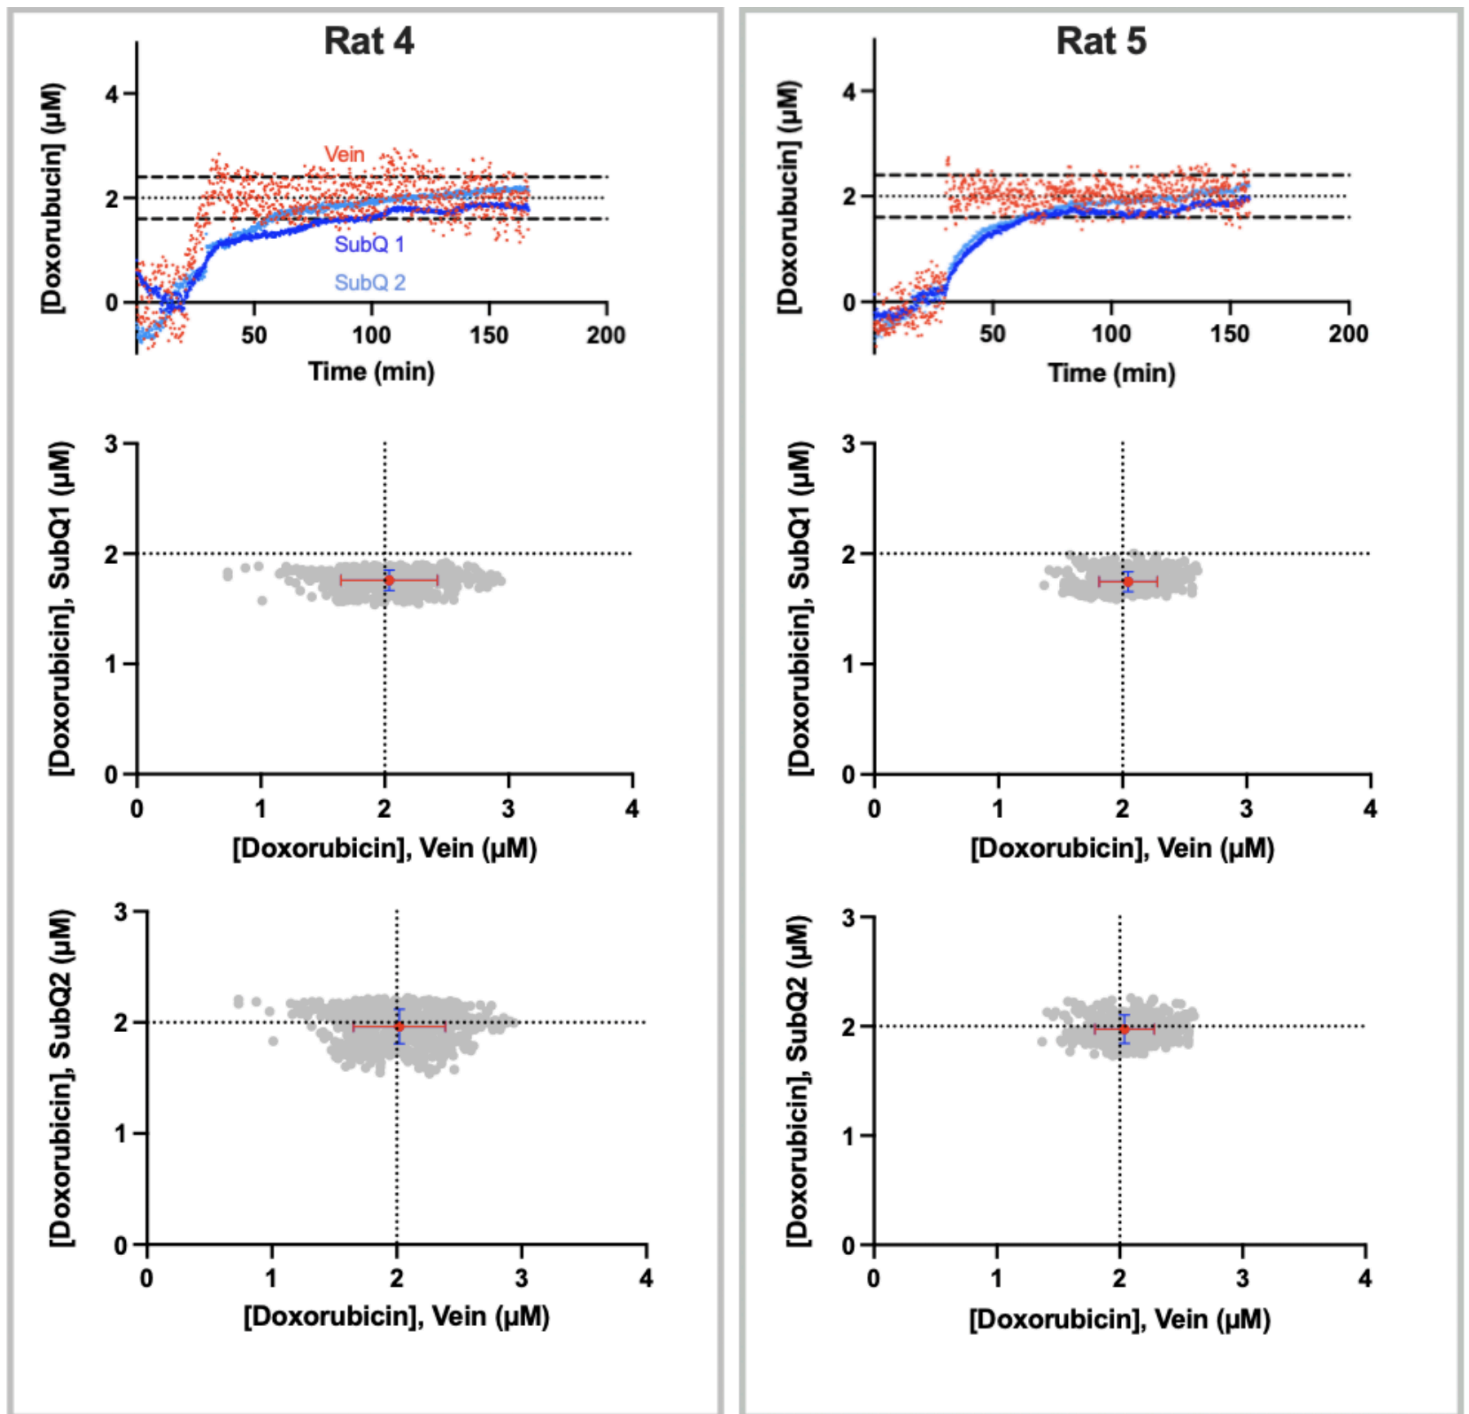 Rat 4
[Doxorubucin] (µM)
4
2
0
Vein
SubQ 1
SubQ 2
50
100
150
200
Time (min)
[Doxorubicin], SubQ1 (µM)
3
2
1
0
0
1
2
3
4
[Doxorubicin], Vein (µM)
[Doxorubicin], SubQ2 (µM)
3
2
1
0
0
1
2
3
4
[Doxorubicin], Vein (µM)
Rat 5
[Doxorubucin] (µM)
4
2
0
50
100
150
200
Time (min)
[Doxorubicin], SubQ1 (µM)
3
2
1
0
0
1
2
3
4
[Doxorubicin], Vein (µM)
[Doxorubicin], SubQ2 (µM)
3
2
1
0
0
1
2
3
4
[Doxorubicin], Vein (µM)